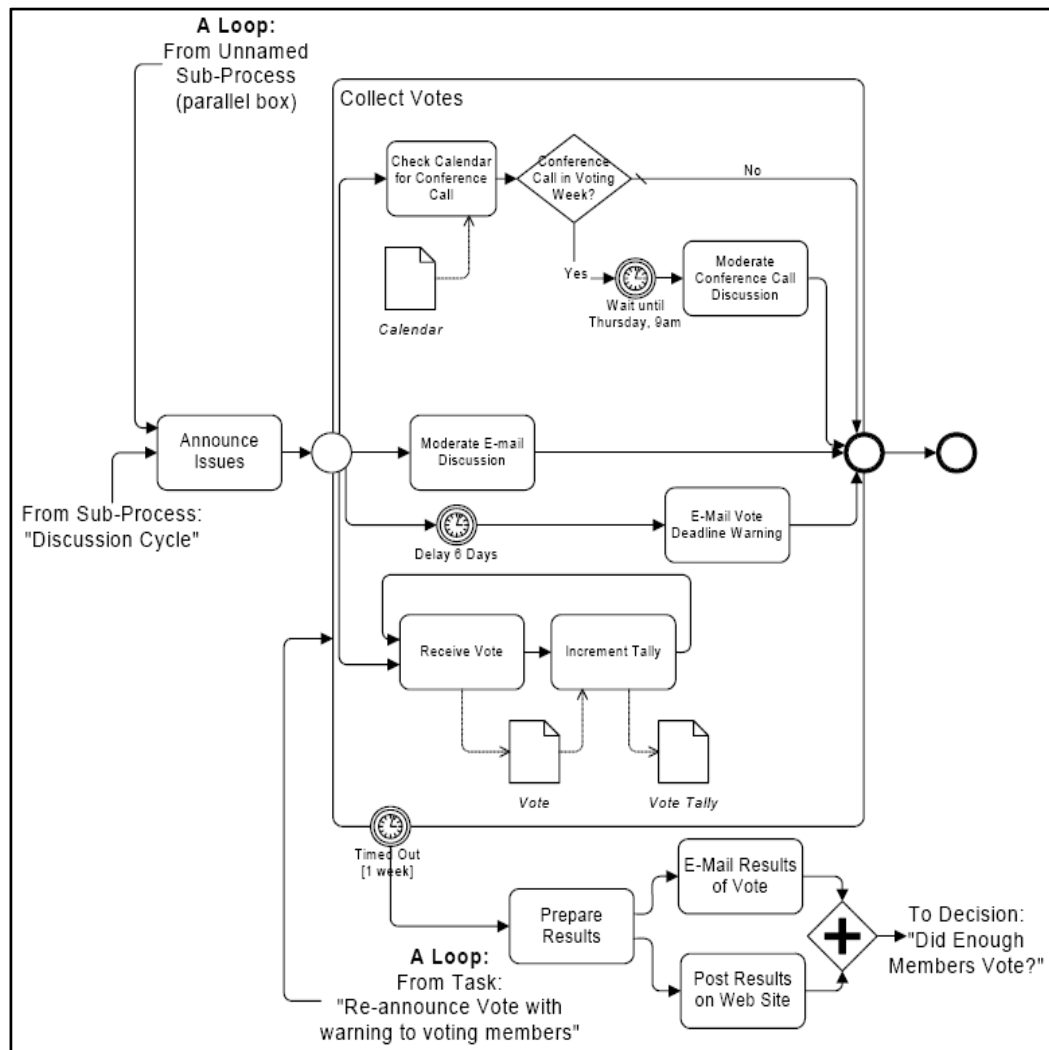 A Loop:
From Unnamed
Sub-Process
(parallel box)
Collect Votes
Check Calendar
for Conference
Call
Conference
Call in Voting
Week?
No
Yes
Wait until
Thursday, 9am
Moderate
Conference Call
Discussion
Calendar
Announce
Issues
Moderate E-mail
Discussion
From Sub-Process:
"Discussion Cycle"
Delay 6 Days
E-Mail Vote
Deadline Warning
Receive Vote
Increment Tally
Vote
Vote Tally
Timed Out
[1 week]
E-Mail Results
of Vote
Prepare
Results
Post Results
on Web Site
To Decision:
"Did Enough
Members Vote?"
A Loop:
From Task:
"Re-announce Vote with
warning to voting members"